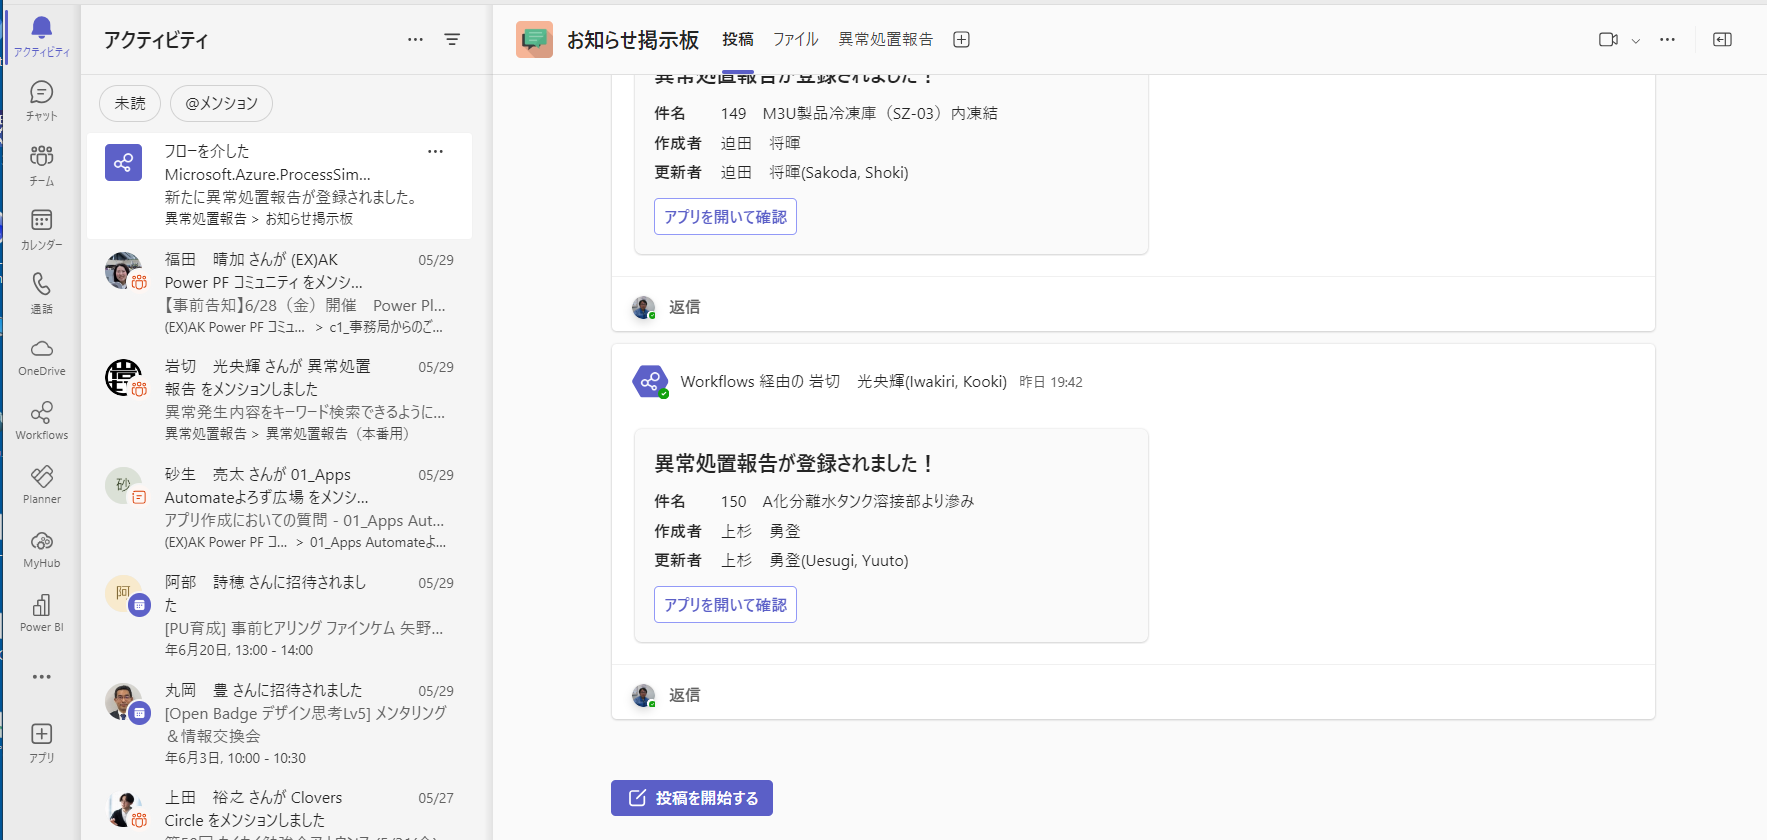 アクティビティ
チャット
チーム
カレンダー
通話
OneDrive
Workflows
Planner
MyHub
Power BI
アプリ
アクティビティ
未読
@メンション
フローを介した
Microsoft.Azure.ProcessSim...
新たに異常処置報告が登録されました。
異常処置報告 > お知らせ掲示板
福田　晴加 さんが (EX)AK 05/29
Power PF コミュニティ をメンシ...
【事前告知】6/28（金）開催　Power Pl...
(EX)AK Power PF コミュ... > c1_事務局からのご...
岩切　光央輝 さんが 異常処置 05/29
報告 をメンションしました
異常発生内容をキーワード検索できるように...
異常処置報告 > 異常処置報告（本番用）
砂
砂生　亮太 さんが 01_Apps 05/29
Automateよろず広場 をメンシ...
アプリ作成においての質問 - 01_Apps Aut...
(EX)AK Power PF コ... > 01_Apps Automateよ...
阿
阿部　詩穂 さんに招待されまし 05/29
た
[PU育成] 事前ヒアリング ファインケム 矢野...
年6月20日, 13:00 - 14:00
丸岡　豊 さんに招待されました 05/29
[Open Badge デザイン思考Lv5] メンタリング
＆情報交換会
年6月3日, 10:00 - 10:30
上田　裕之 さんが Clovers 05/27
Circle をメンションしました
お知らせ掲示板 投稿 ファイル 異常処置報告
異常処置報告が登録されました！
件名 149　M3U製品冷凍庫（SZ-03）内凍結
作成者 迫田　将暉
更新者 迫田　将暉(Sakoda, Shoki)
アプリを開いて確認
返信
Workflows 経由の 岩切　光央輝(Iwakiri, Kooki) 昨日 19:42
異常処置報告が登録されました！
件名 150　A化分離水タンク溶接部より滲み
作成者 上杉　勇登
更新者 上杉　勇登(Uesugi, Yuuto)
アプリを開いて確認
返信
投稿を開始する